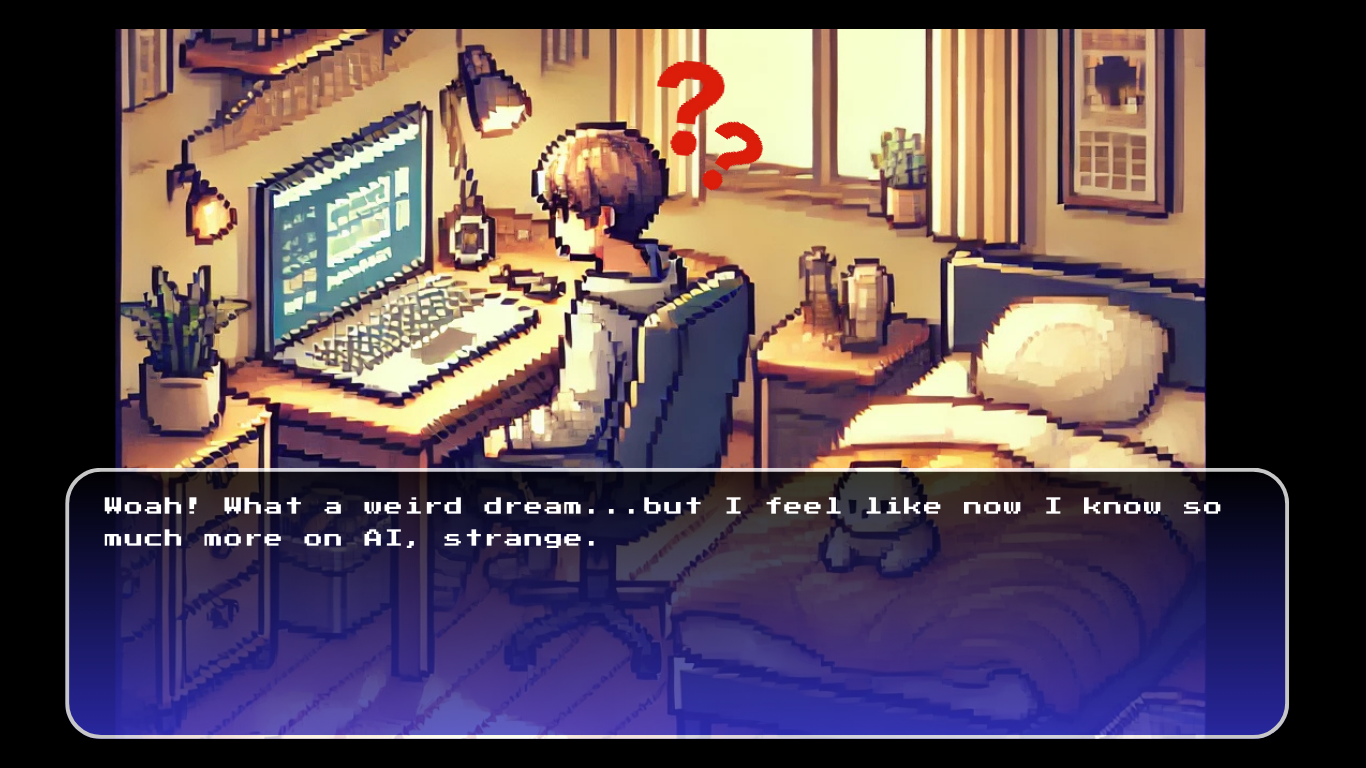 ??
Woah! What a weird dream...but I feel like now I know so
much more on AI, strange.